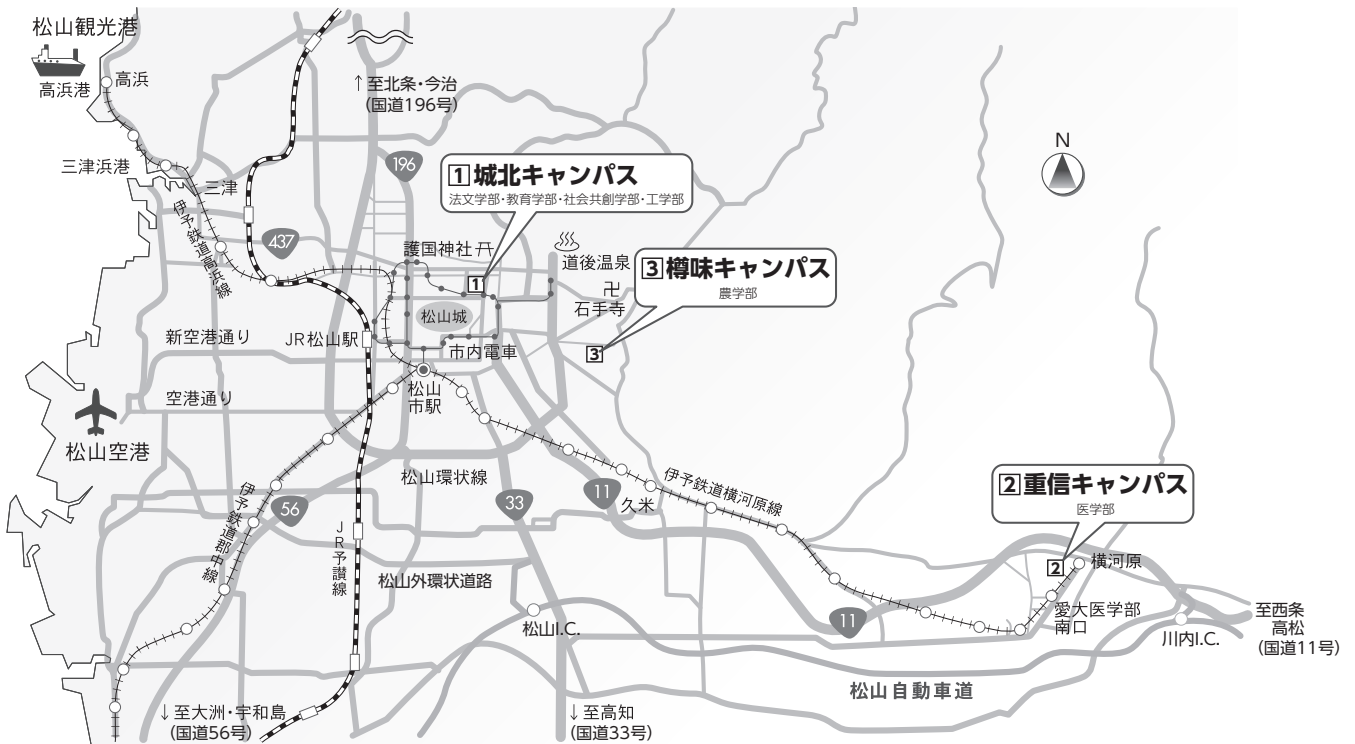 松山観光港
高浜
高浜港
↑至北条・今治
(国道196号)
三津浜港
三津
196
1 城北キャンパス
法文学部・教育学部・社会共創学部・工学部
N
伊予鉄道高浜線
437
護国神社
道後温泉
1
3 樽味キャンパス
農学部
卍
石手寺
松山城
新空港通り
JR松山駅
市内電車
3
空港通り
松山
市駅
松山空港
松山環状線
伊予鉄道横河原線
2 重信キャンパス
医学部
伊予鉄道郡中線
56
33
11
久米
JR予讃線
松山外環状道路
2
横河原
松山I.C.
11
愛大医学部
南口
川内I.C.
至西条
高松
(国道11号)
松山自動車道
↓至大洲・宇和島
(国道56号)
↓至高知
(国道33号)